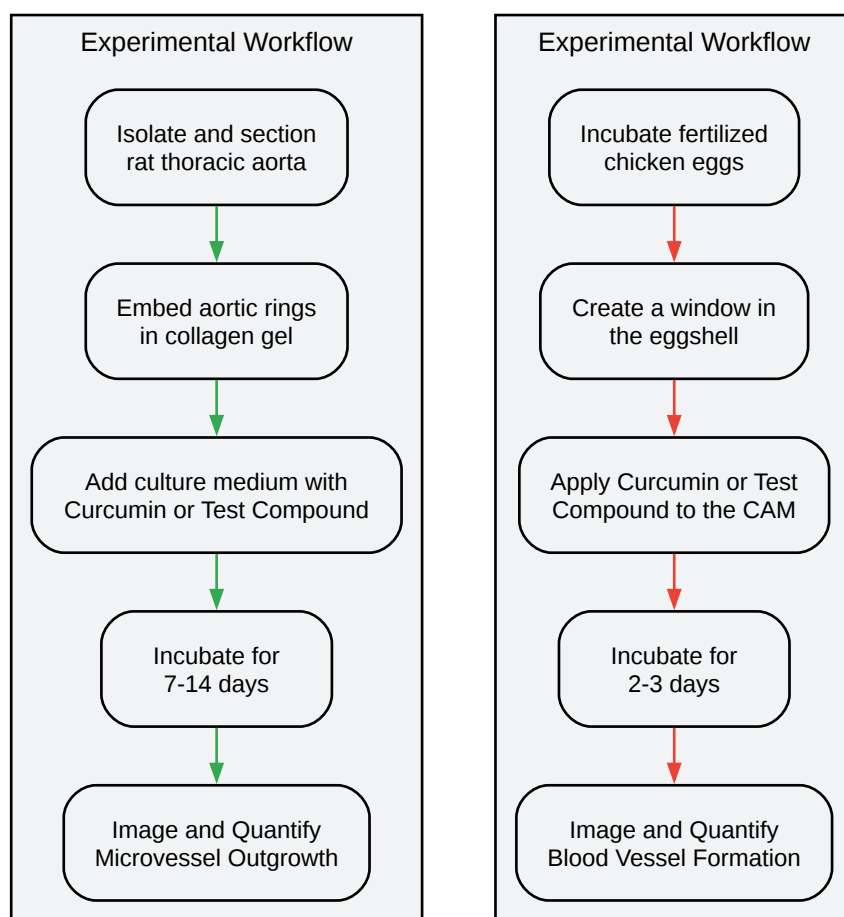 Experimental Workflow
Isolate and section
rat thoracic aorta
Embed aortic rings
in collagen gel
Add culture medium with
Curcumin or Test Compound
Incubate for
7-14 days
Image and Quantify
Microvessel Outgrowth
Experimental Workflow
Incubate fertilized
chicken eggs
Create a window in
the eggshell
Apply Curcumin or Test
Compound to the CAM
Incubate for
2-3 days
Image and Quantify
Blood Vessel Formation